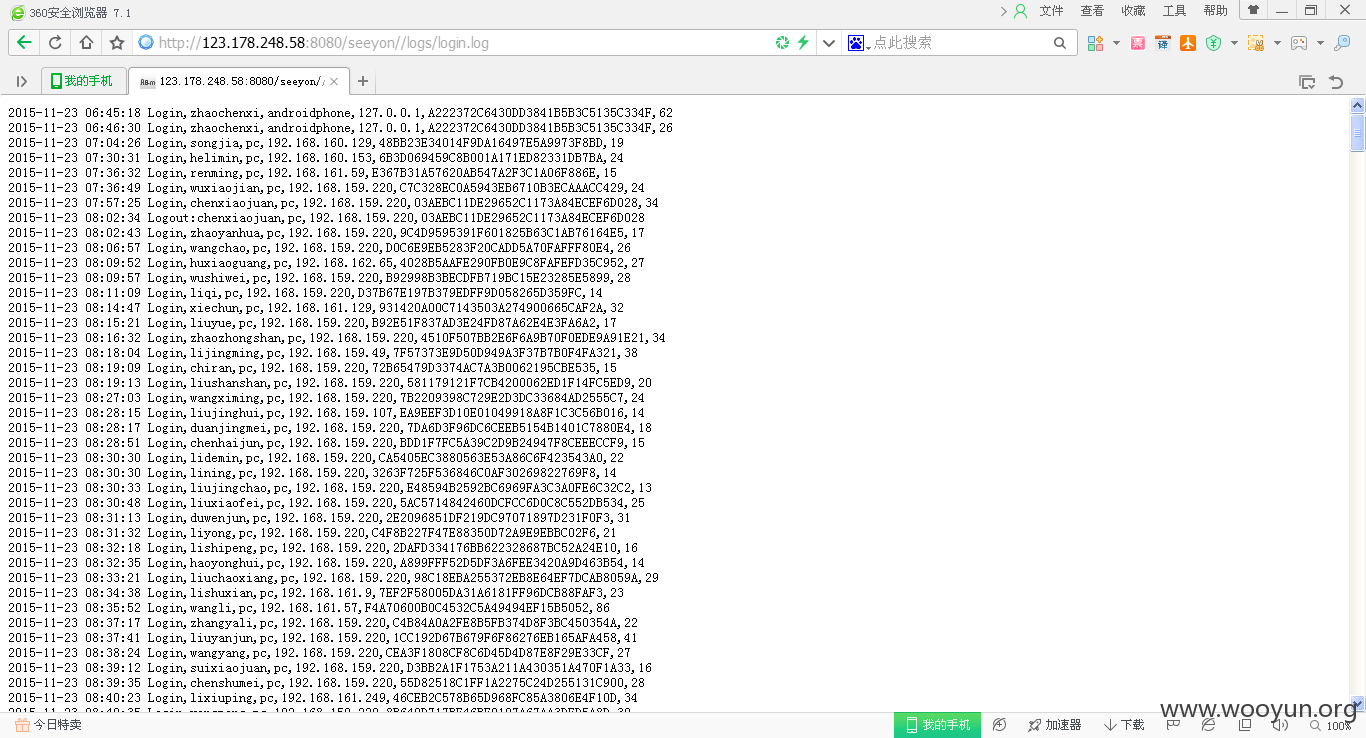 360安全浏览器 7.1
文件 查看 收藏 工具 帮助
http://123.178.248.58:8080/seeyon//logs/login.log
点此搜索
我的手机 123.178.248.58:8080/seeyon/
2015-11-23 06:45:18 Login,zhaochenxi,androidphone,127.0.0.1,A222372C6430DD3841B5B3C5135C334F,62
2015-11-23 06:46:30 Login,zhaochenxi,androidphone,127.0.0.1,A222372C6430DD3841B5B3C5135C334F,26
2015-11-23 07:04:26 Login,songjia,pc,192.168.160.129,48BB23E34014F9DA16497E5A9973F8BD,19
2015-11-23 07:30:31 Login,helimin,pc,192.168.160.153,6B3D069459C8B001A171ED82331DB7BA,24
2015-11-23 07:36:32 Login,renming,pc,192.168.161.59,E367B31A57620AB547A2F3C1A06F886E,15
2015-11-23 07:36:49 Login,wuxiaojian,pc,192.168.159.220,C7C328EC0A5943EB6710B3ECAAACC429,24
2015-11-23 07:57:25 Login,chenxiaojuan,pc,192.168.159.220,03AEBC11DE29652C1173A84ECEF6D028,34
2015-11-23 08:02:34 Logout:chenxiaojuan,pc,192.168.159.220,03AEBC11DE29652C1173A84ECEF6D028
2015-11-23 08:02:43 Login,zhaoyanhua,pc,192.168.159.220,9C4D9595391F601825B63C1AB76164E5,17
2015-11-23 08:06:57 Login,wangchao,pc,192.168.159.220,D0C6E9EB5283F20CADD5A70FAFFF80E4,26
2015-11-23 08:09:52 Login,huxiaoguang,pc,192.168.162.65,4028B5AAFE290FB0E9C8FAFEFD35C952,27
2015-11-23 08:09:57 Login,wushiwei,pc,192.168.159.220,B92998B3BECDFB719BC15E23285E5899,28
2015-11-23 08:11:09 Login,liqi,pc,192.168.159.220,D37B67E197B379EDFF9D058265D359FC,14
2015-11-23 08:14:47 Login,xiechun,pc,192.168.161.129,931420A00C7143503A274900665CAF2A,32
2015-11-23 08:15:21 Login,liuyue,pc,192.168.159.220,B92E51F837AD3E24FD87A62E4E3FA6A2,17
2015-11-23 08:16:32 Login,zhaozhongshan,pc,192.168.159.220,4510F507BB2E6F6A9B70F0EDE9A91E21,34
2015-11-23 08:18:04 Login,lijingming,pc,192.168.159.49,7F57373E9D50D949A3F37B7B0F4FA321,38
2015-11-23 08:19:09 Login,chiran,pc,192.168.159.220,72B65479D3374AC7A3B0062195CBE535,15
2015-11-23 08:19:13 Login,liushanshan,pc,192.168.159.220,581179121F7CB4200062ED1F14FC5ED9,20
2015-11-23 08:27:03 Login,wangximing,pc,192.168.159.220,7B2209398C729E2D3DC33684AD2555C7,24
2015-11-23 08:28:15 Login,liujinghui,pc,192.168.159.107,EA9EEF3D10E01049918A8F1C3C56B016,14
2015-11-23 08:28:17 Login,duanjingmei,pc,192.168.159.220,7DA6D3F96DC6CEEB5154B1401C7880E4,18
2015-11-23 08:28:51 Login,chenhaijun,pc,192.168.159.220,BDD1F7FC5A39C2D9B24947F8CEEECCF9,15
2015-11-23 08:30:30 Login,lidemin,pc,192.168.159.220,CA5405EC3880563E53A86C6F423543A0,22
2015-11-23 08:30:30 Login,lining,pc,192.168.159.220,3263F725F536846C0AF30269822769F8,14
2015-11-23 08:30:33 Login,liujingchao,pc,192.168.159.220,E48594B2592BC6969FA3C3A0FE6C32C2,13
2015-11-23 08:30:48 Login,liuxiaofei,pc,192.168.159.220,5AC5714842460DCFCC6D0C8C552DB534,25
2015-11-23 08:31:13 Login,duwenjun,pc,192.168.159.220,2E2096851DF219DC97071897D231F0F3,31
2015-11-23 08:31:32 Login,liyong,pc,192.168.159.220,C4F8B227F47E88350D72A9E9EBBC02F6,21
2015-11-23 08:32:18 Login,lishipeng,pc,192.168.159.220,2DAFD334176BB622328687BC52A24E10,16
2015-11-23 08:32:35 Login,haoyonghui,pc,192.168.159.220,A899FFF52D5DF3A6FEE3420A9D463B54,14
2015-11-23 08:33:21 Login,liuchaoxiang,pc,192.168.159.220,98C18EBA255372EB8E64EF7DCAB8059A,29
2015-11-23 08:34:38 Login,lishuxian,pc,192.168.161.9,7EF2F58005DA31A6181FF96DCB88FAF3,23
2015-11-23 08:35:52 Login,wangli,pc,192.168.161.57,F4A70600B0C4532C5A49494EF15B5052,86
2015-11-23 08:37:17 Login,zhangyali,pc,192.168.159.220,C4B84A0A2FE8B5FB374D8F3BC450354A,22
2015-11-23 08:37:41 Login,liuyanjun,pc,192.168.159.220,1CC192D67B679F6F86276EB165AFA458,41
2015-11-23 08:38:24 Login,wangyang,pc,192.168.159.220,CEA3F1808CF8C6D45D4D87E8F29E33CF,27
2015-11-23 08:39:12 Login,suixiaojuan,pc,192.168.159.220,D3BB2A1F1753A211A430351A470F1A33,16
2015-11-23 08:39:35 Login,chenshumei,pc,192.168.159.220,55D82518C1FF1A2275C24D255131C900,28
2015-11-23 08:40:23 Login,lixiuping,pc,192.168.161.249,46CEB2C578B65D968FC85A3806E4F10D,34
www.wooyun.org
今日特卖 我的手机 加速器 下载 100%